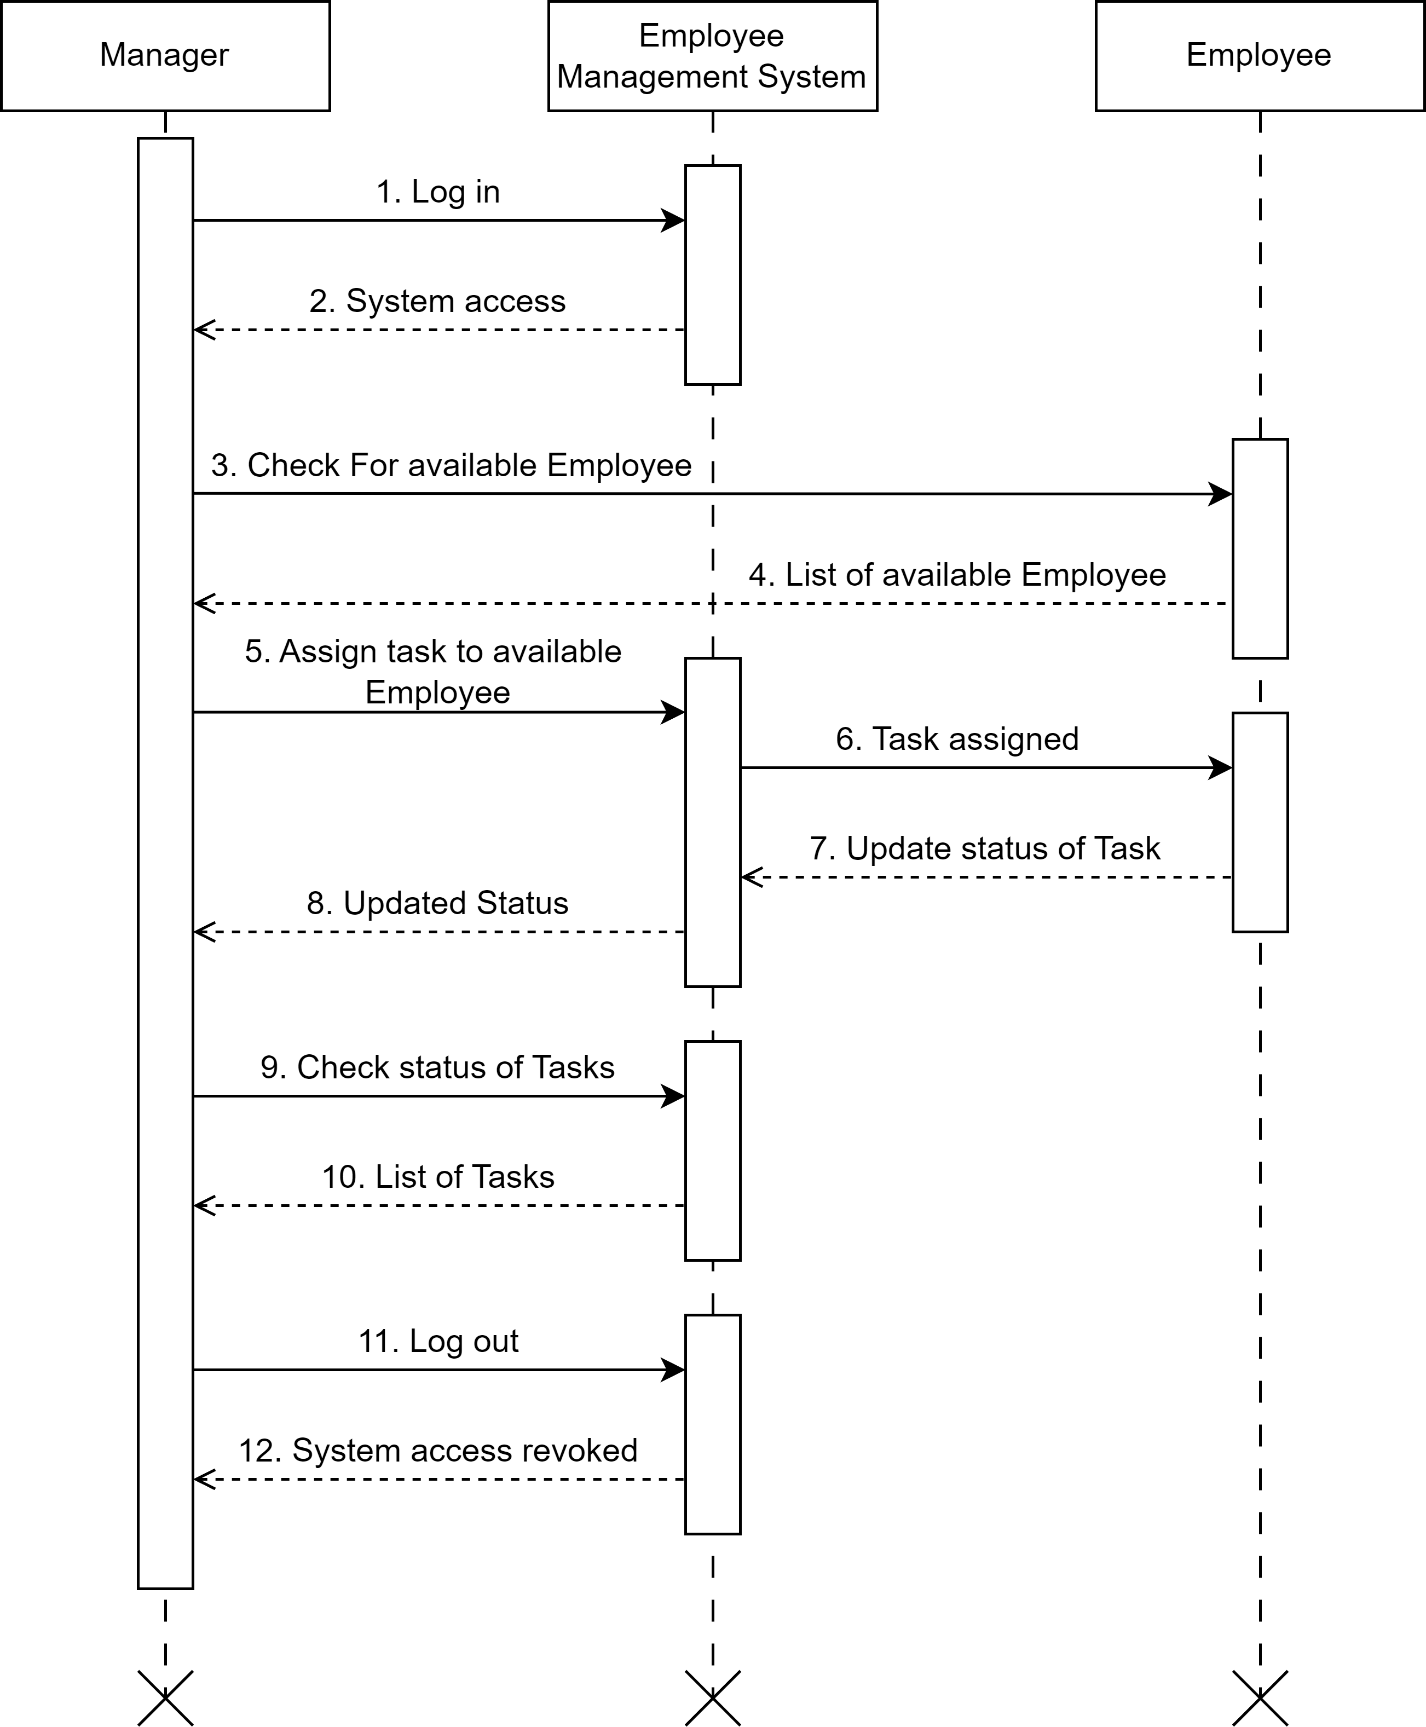 Manager
Employee
Management System
Employee
1. Log in
2. System access
3. Check For available Employee
4. List of available Employee
5. Assign task to available
Employee
6. Task assigned
7. Update status of Task
8. Updated Status
9. Check status of Tasks
10. List of Tasks
11. Log out
12. System access revoked